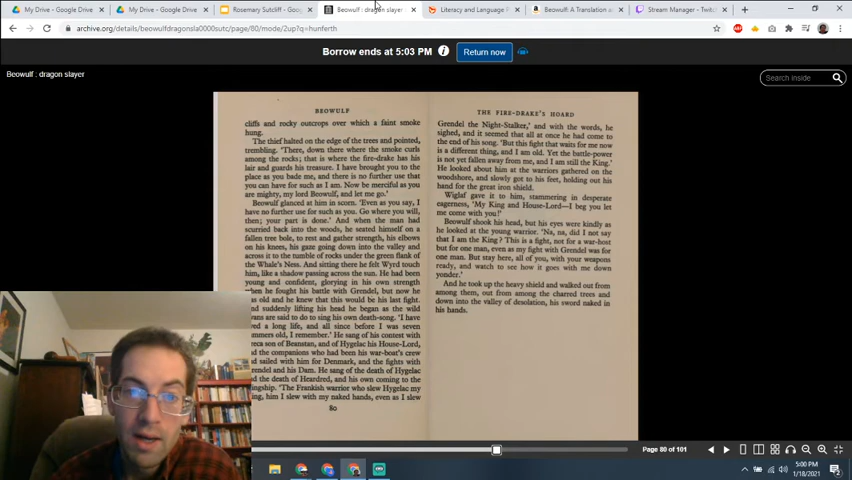 My Drive - Google Drive
My Drive - Google Drive
Rosemary Sutcliff - Goo
Beowulf : dragon slayer
Literacy and Language
Beowulf: A Translation
Stream Manager - Twit
archive.org/details/beowulfdragonsla0000sutc/page/80/mode/2up?q=hunferth
Borrow ends at 5:03 PM
Return now
Beowulf : dragon slayer
Search inside
BEOWULF
cliffs and rocky outcrops over which a faint smoke
hung.
The thief halted on the edge of the trees and pointed,
trembling. 'There, down there where the smoke curls
among the rocks; that is where the fire-drake has his
lair and guards his treasure. I have brought you to the
place as you bade me, and there is no further use that
you can have for such as I am. Now be merciful as you
are mighty, my lord Beowulf, and let me go.'
Beowulf glanced at him in scorn. 'Even as you say, I
have no further use for such as you. Go where you will,
then; your part is done.' And when the man had
scurried back into the woods, he seated himself on a
fallen tree bole, to rest and gather strength, his elbows
on his knees, his gaze going down into the valley and
across it to the tumble of rocks under the green flank of
the Whale's Ness. And sitting there he felt Wyrd touch
him, like a shadow passing across the sun. He had been
young and confident, glorying in his own strength
when he fought his battle with Grendel, but now he
was old and he knew that this would be his last fight.
and suddenly lifting his head he began as the wild
are said to do to sing his own death-song. 'I have
a long life, and all since before I was seven
old, I remember.' He sang of his contest with
of Beanstan, and of Hygelac his House-Lord,
the companions who had been his war-boat's crew
sailed with him for Denmark, and the fights with
and his Dam. He sang of the death of Hygelac
the death of Heardred, and his own coming to the
'The Frankish warrior who slew Hygelac my
him I slew with my naked hands, even as I slew
80
THE FIRE-DRAKE'S HOARD
Grendel the Night-Stalker,' and with the words, he
sighed, and it seemed that all at once he had come to
the end of his song. 'But this fight that waits for me now
is a different thing, and I am old. Yet the battle-power
is not yet fallen away from me, and I am still the King.'
He looked about him at the warriors gathered on the
woodshore, and slowly got to his feet, holding out his
hand for the great iron shield.
Wiglaf gave it to him, stammering in desperate
eagerness, 'My King and House-Lord—I beg you let
me come with you!'
Beowulf shook his head, but his eyes were kindly as
he looked at the young warrior. 'Na, na, did I not say
that I am the King? This is a fight, not for a war-host
but for one man, even as my fight with Grendel was for
one man. But stay here, all of you, with your weapons
ready, and watch to see how it goes with me down
yonder.'
And he took up the heavy shield and walked out from
among them, out from among the charred trees and
down into the valley of desolation, his sword naked in
his hands.
Page 80 of 101
5:00 PM
1/18/2021